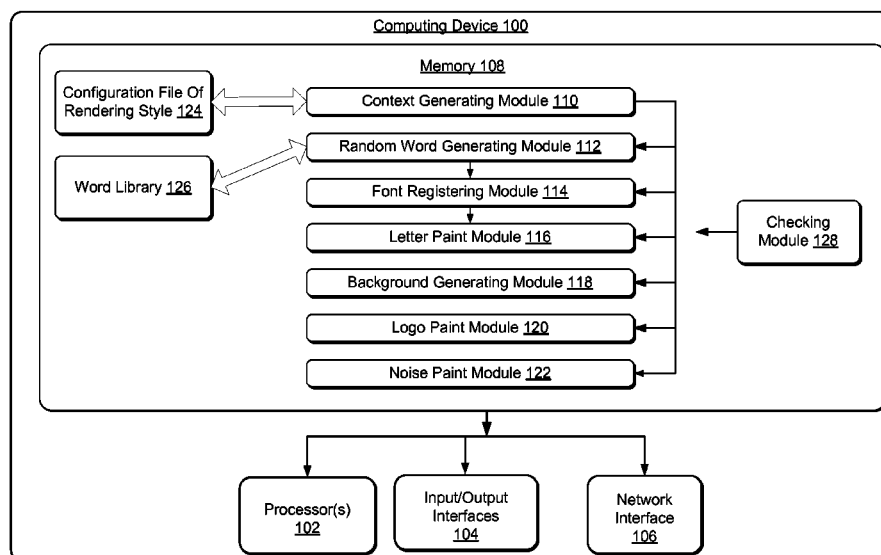 Computing Device 100
Memory 108
Configuration File Of
Rendering Style 124
Context Generating Module 110
Random Word Generating Module 112
Word Library 126
Font Registering Module 114
Letter Paint Module 116
Checking
Module 128
Background Generating Module 118
Logo Paint Module 120
Noise Paint Module 122
Processor(s)
102
Input/Output
Interfaces
104
Network
Interface
106